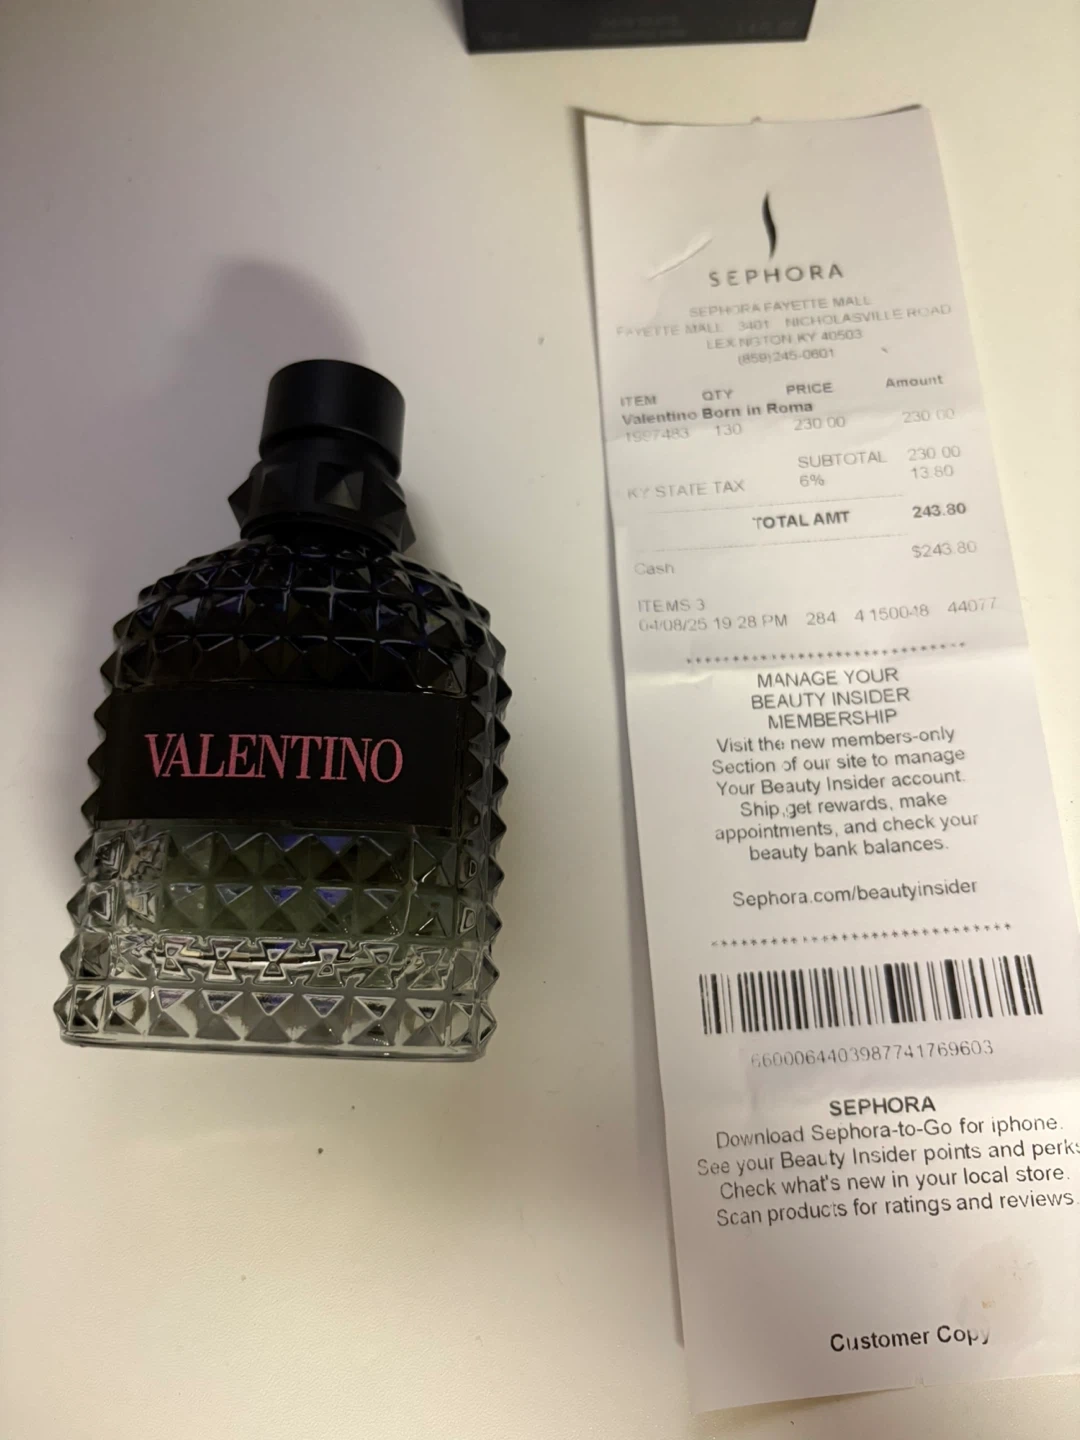 VALENTINO
SEPHORA
SEPHORA FAYETTE MALL
FAYETTE MALL 3401 NICHOLASVILLE ROAD
LEXINGTON KY 40503
(859)245-0601
ITEM QTY PRICE Amount
Valentino Born in Roma
1997483 130 230 00 230 00
SUBTOTAL 230 00
KY STATE TAX 6% 13.80
TOTAL AMT 243.80
Cash $243.80
ITEMS 3
04/08/25 19 28 PM 284 4 150048 44077
MANAGE YOUR
BEAUTY INSIDER
MEMBERSHIP
Visit the new members-only
Section of our site to manage
Your Beauty Insider account.
Ship,get rewards, make
appointments, and check your
beauty bank balances.
Sephora.com/beautyinsider
6600064403987741769603
SEPHORA
Download Sephora-to-Go for iphone.
See your Beauty Insider points and perks
Check what's new in your local store.
Scan products for ratings and reviews.
Customer Copy